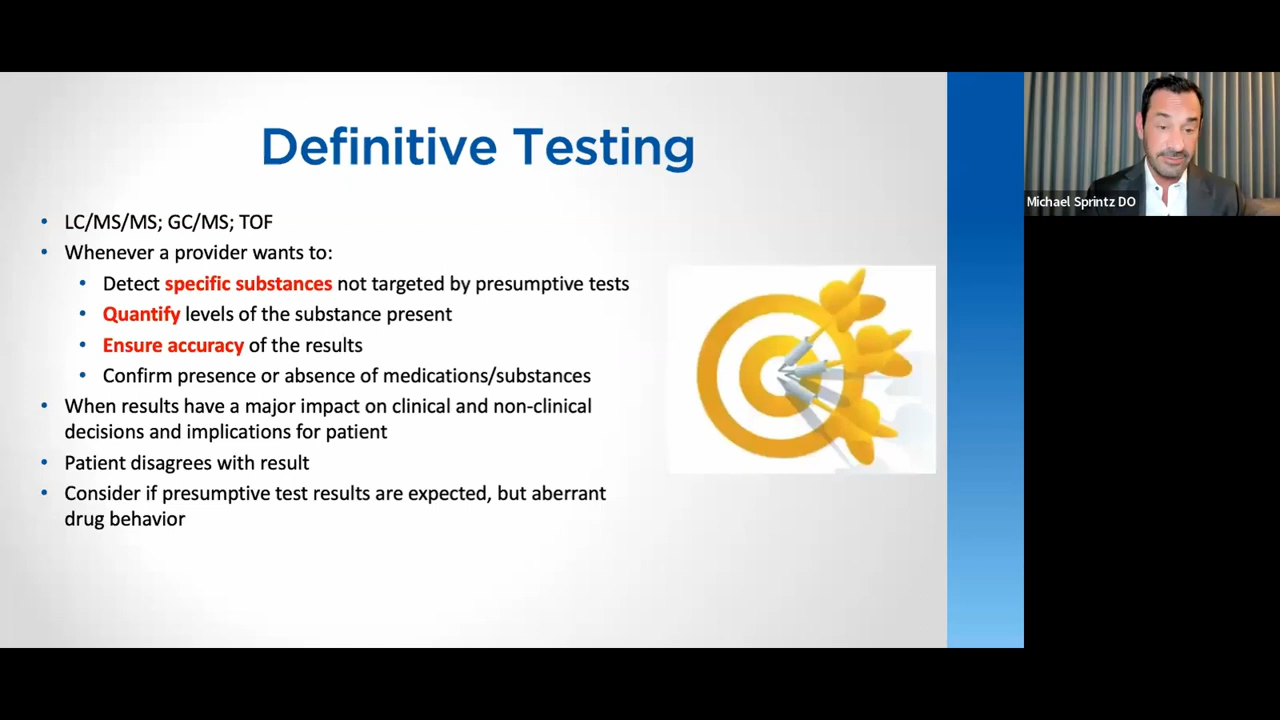 Definitive Testing
• LC/MS/MS; GC/MS; TOF
• Whenever a provider wants to:
• Detect specific substances not targeted by presumptive tests
• Quantify levels of the substance present
• Ensure accuracy of the results
• Confirm presence or absence of medications/substances
• When results have a major impact on clinical and non-clinical
decisions and implications for patient
• Patient disagrees with result
• Consider if presumptive test results are expected, but aberrant
drug behavior
Michael Sprintz DO